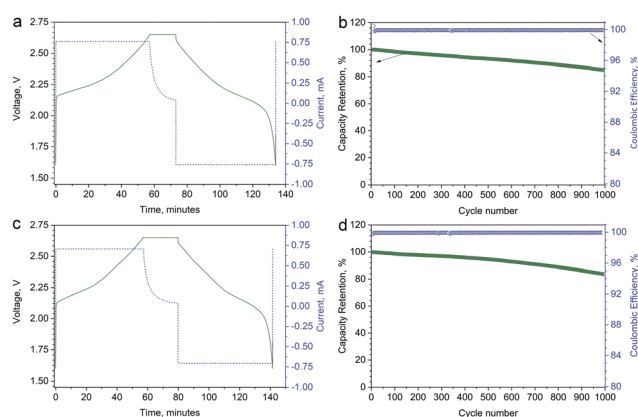 a
2.75
2.50
2.25
2.00
1.75
1.50
Voltage, V
0 20 40 60 80 100 120 140
Time, minutes
1.00
0.75
0.50
0.25
0.00
-0.25
-0.50
-0.75
-1.00
Current, mA
b
120
100
80
60
40
20
0
Capacity Retention, %
0 100 200 300 400 500 600 700 800 900 1000
Cycle number
100
95
90
88
84
80
Coulombic Efficiency, %
c
2.75
2.50
2.25
2.00
1.75
1.50
Voltage, V
0 20 40 60 80 100 120 140
Time, minutes
1.00
0.75
0.50
0.25
0.00
-0.25
-0.50
-0.75
-1.00
Current, mA
d
120
100
80
60
40
20
0
Capacity Retention, %
0 100 200 300 400 500 600 700 800 900 1000
Cycle number
100
95
92
88
84
80
Coulombic Efficiency, %